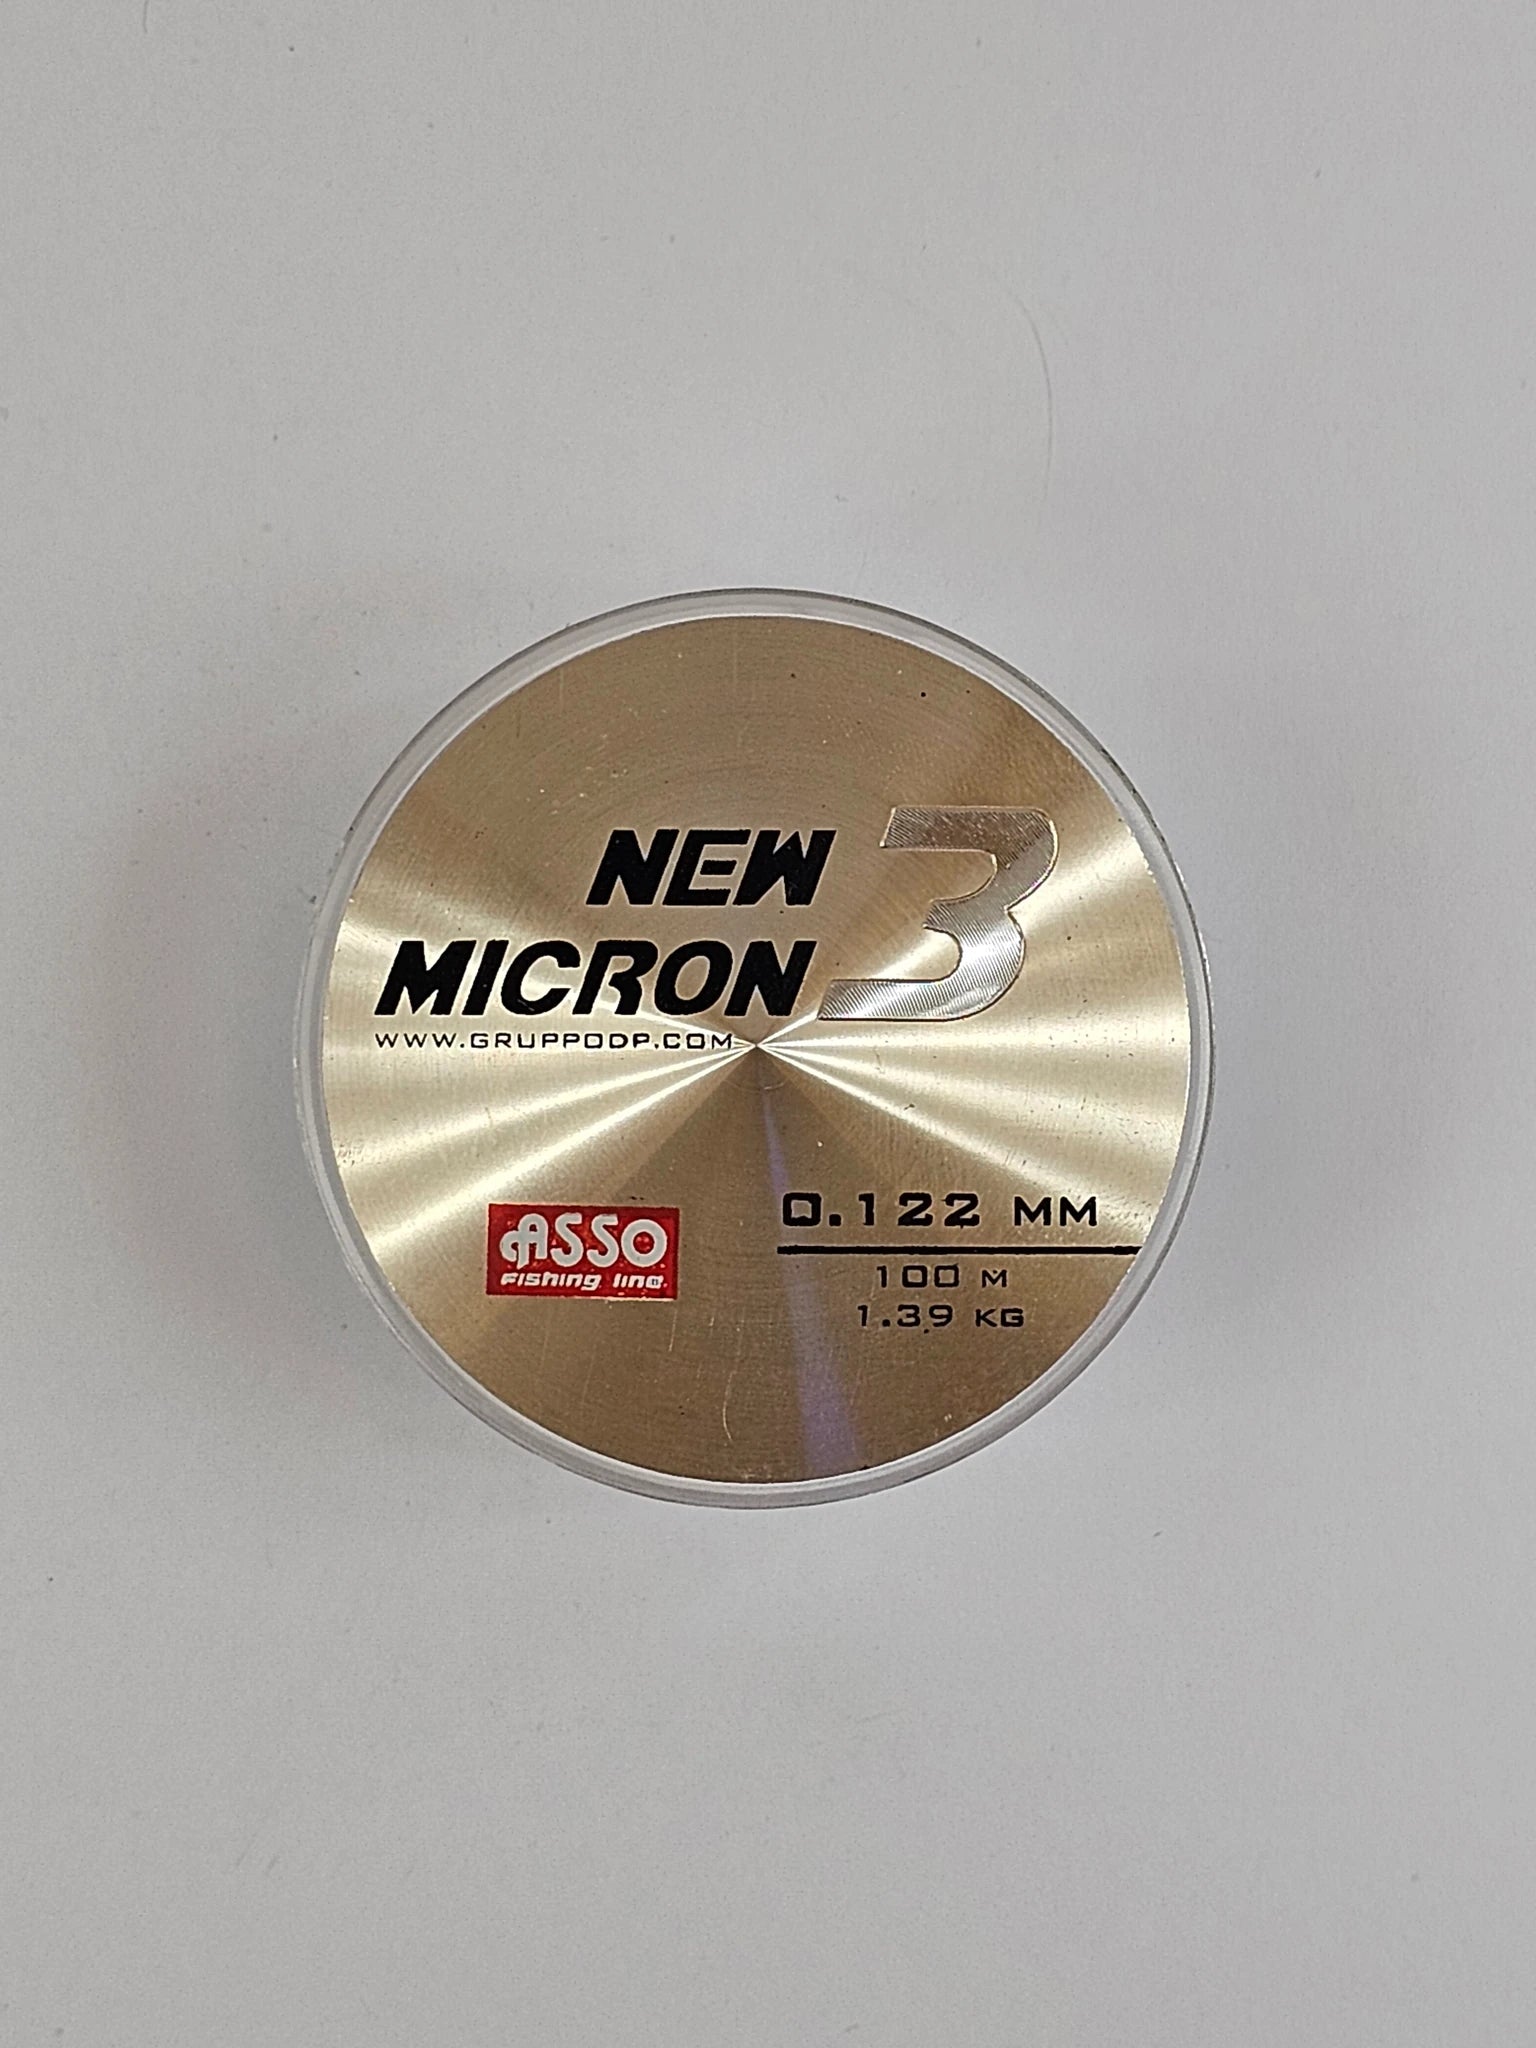 NEW
MICRON 3
WWW.GRUPPODP.COM
ASSO
fishing line
0.122 MM
100 M
1.39 KG